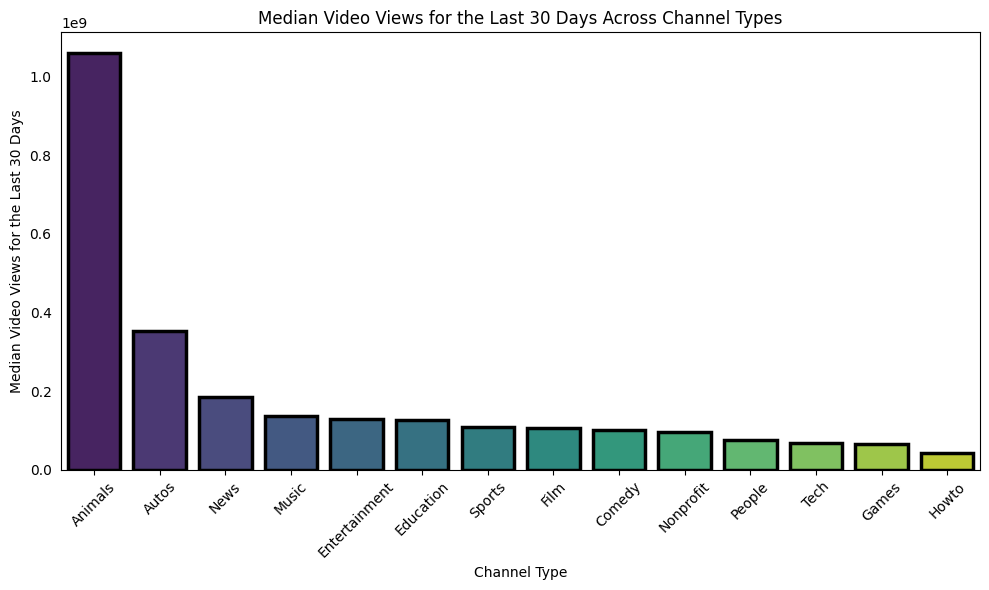 Median Video Views for the Last 30 Days Across Channel Types
1e9
1.0
0.8
0.6
0.4
0.2
0.0
Median Video Views for the Last 30 Days
Animals
Autos
News
Music
Entertainment
Education
Sports
Film
Comedy
Nonprofit
People
Tech
Games
Howto
Channel Type